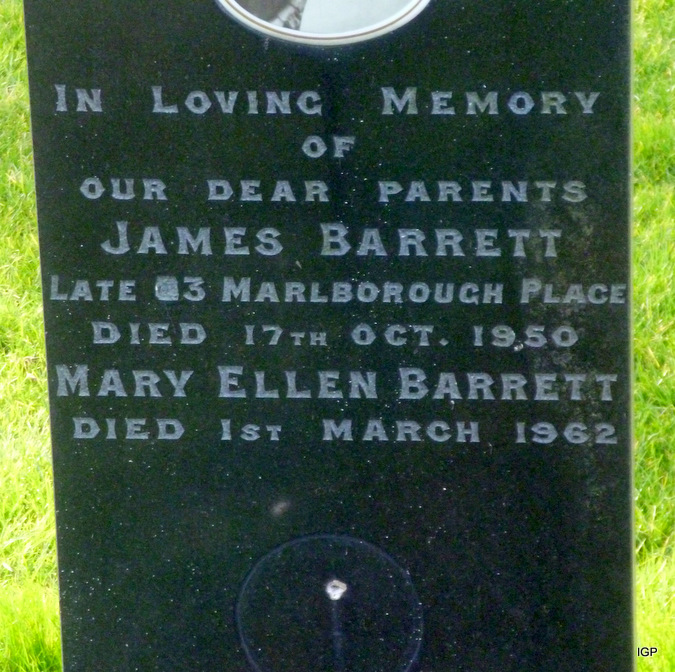 In Loving Memory
OF
OUR DEAR PARENTS
James Barrett
Late 3 Marlborough Place
DIED 17TH OCT. 1950
Mary Ellen Barrett
DIED 1ST MARCH 1962
IGP